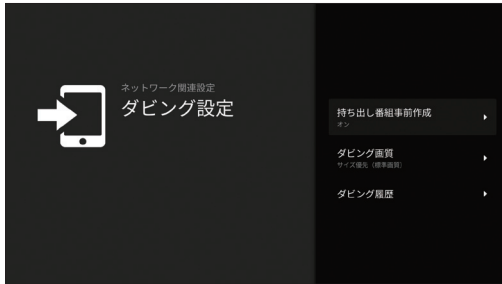 ネットワーク関連設定
ダビング設定
持ち出し番組事前作成
オン
ダビング画質
サイズ優先（標準画質）
ダビング履歴